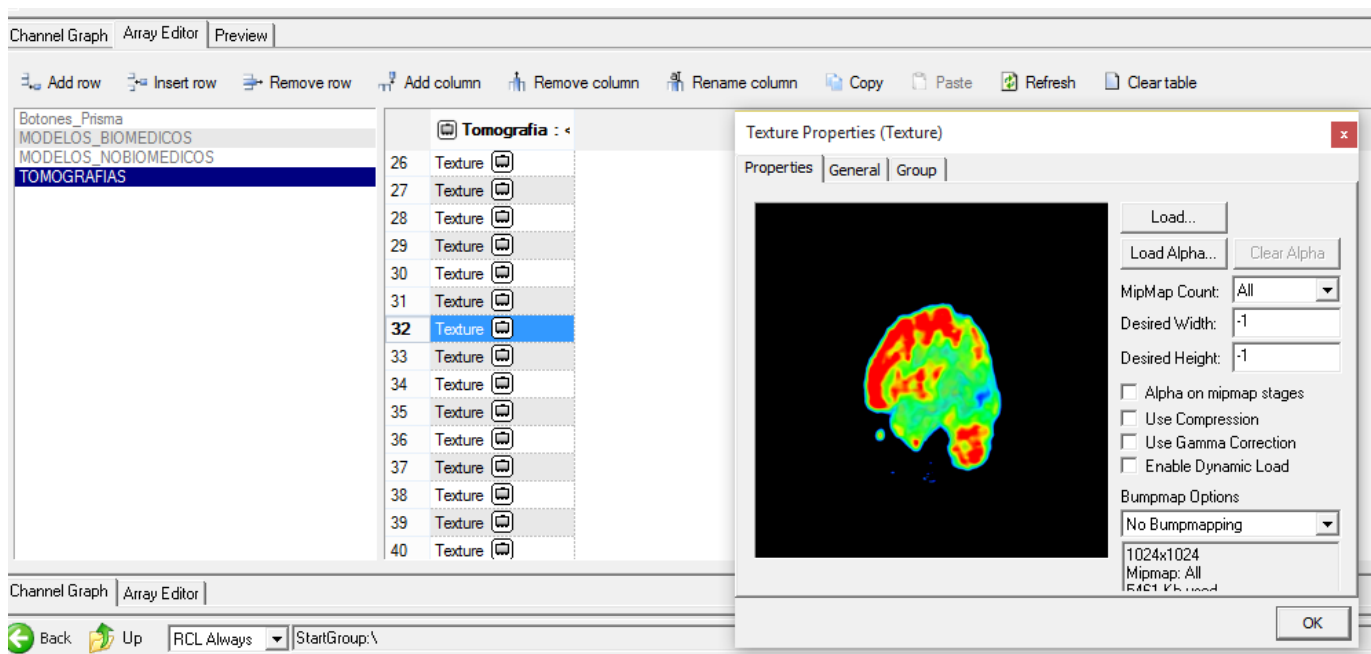 Channel Graph Array Editor Preview
Add row Insert row Remove row Add column Remove column Rename column Copy Paste Refresh Clear table
Botones_Prisma
MODELOS_BIOMEDICOS
MODELOS_NOBIOMEDICOS
TOMOGRAFIAS
Tomografia : <
26 Texture
27 Texture
28 Texture
29 Texture
30 Texture
31 Texture
32 Texture
33 Texture
34 Texture
35 Texture
36 Texture
37 Texture
38 Texture
39 Texture
40 Texture
Texture Properties (Texture)
x
Properties General Group
Load...
Load Alpha... Clear Alpha
MipMap Count: All
Desired Width: -1
Desired Height: -1
Alpha on mipmap stages
Use Compression
Use Gamma Correction
Enable Dynamic Load
Bumpmap Options
No Bumpmapping
1024x1024
Mipmap: All
5461 Kb used
OK
Channel Graph Array Editor
Back Up RCL Always StartGroup:\